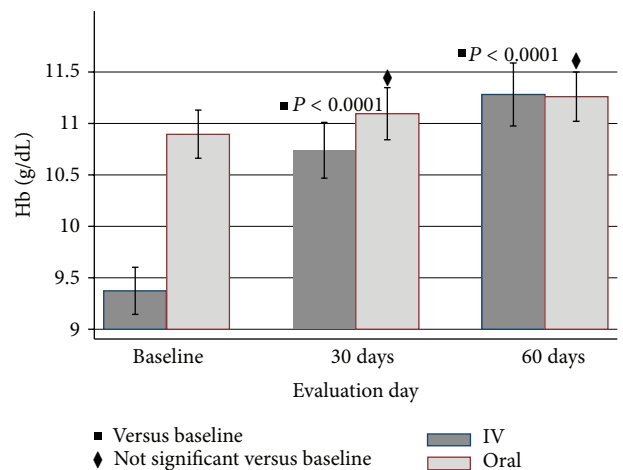 Hb (g/dL)
11.5
11
10.5
10
9.5
9
■ P < 0.0001
♦
■ P < 0.0001
♦
Baseline
30 days
60 days
Evaluation day
■ Versus baseline
♦ Not significant versus baseline
IV
Oral